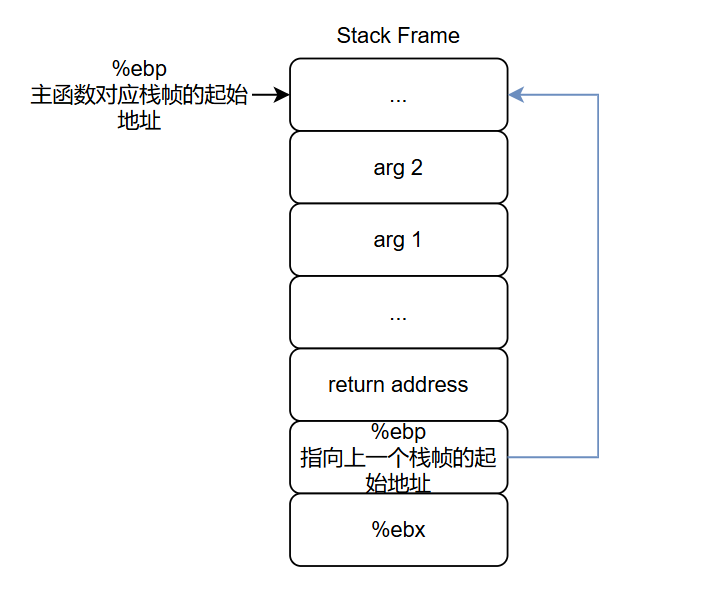 Stack Frame
%ebp
主函数对应栈帧的起始
地址
...
arg 2
arg 1
...
return address
%ebp
指向上一个栈帧的起
始地址
%ebx